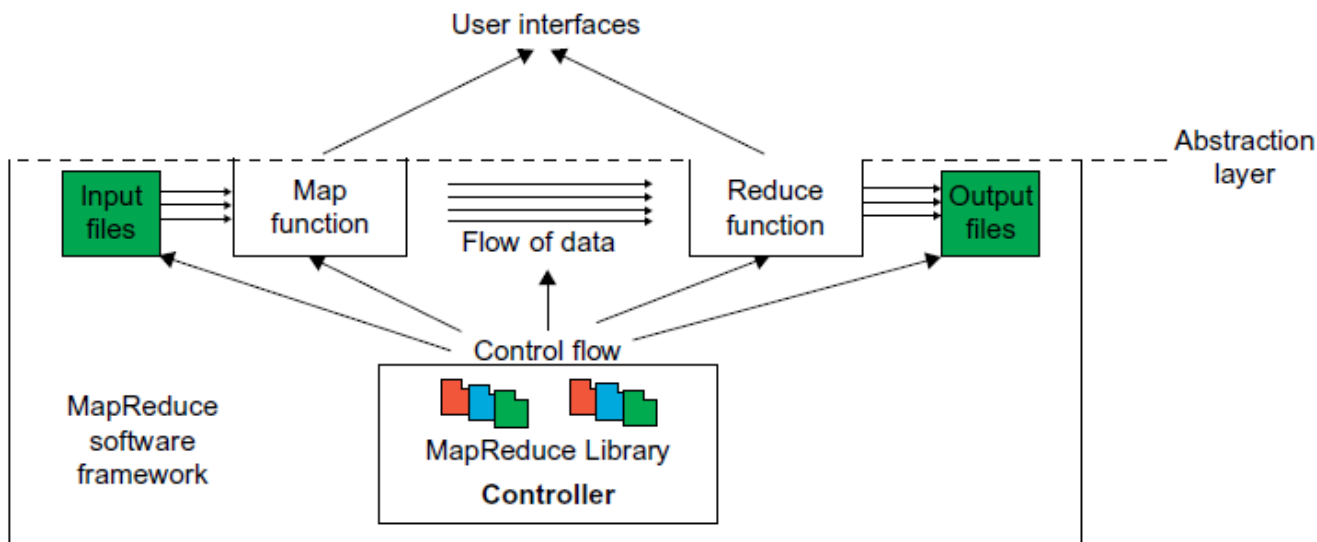 User interfaces
Abstraction
layer
Input
files
Map
function
Flow of data
Reduce
function
Output
files
Control flow
MapReduce
software
framework
MapReduce Library
Controller